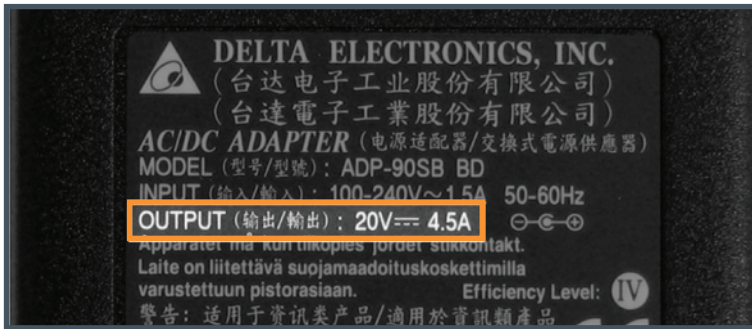 DELTA ELECTRONICS, INC.
(台达电子工业股份有限公司)
(台達電子工業股份有限公司)
AC/DC ADAPTER (电源适配器/交換式電源供應器)
MODEL (型号/型號): ADP-90SB BD
INPUT (输入/輸入): 100-240V～1.5A 50-60Hz
OUTPUT (输出/輸出): 20V⎓ 4.5A
Apparatet må kun tilkoples jordet stikkontakt.
Laite on liitettävä suojamaadoituskoskettimilla
varustettuun pistorasiaan. Efficiency Level: IV
警告: 适用于资讯类产品/適用於資訊類產品